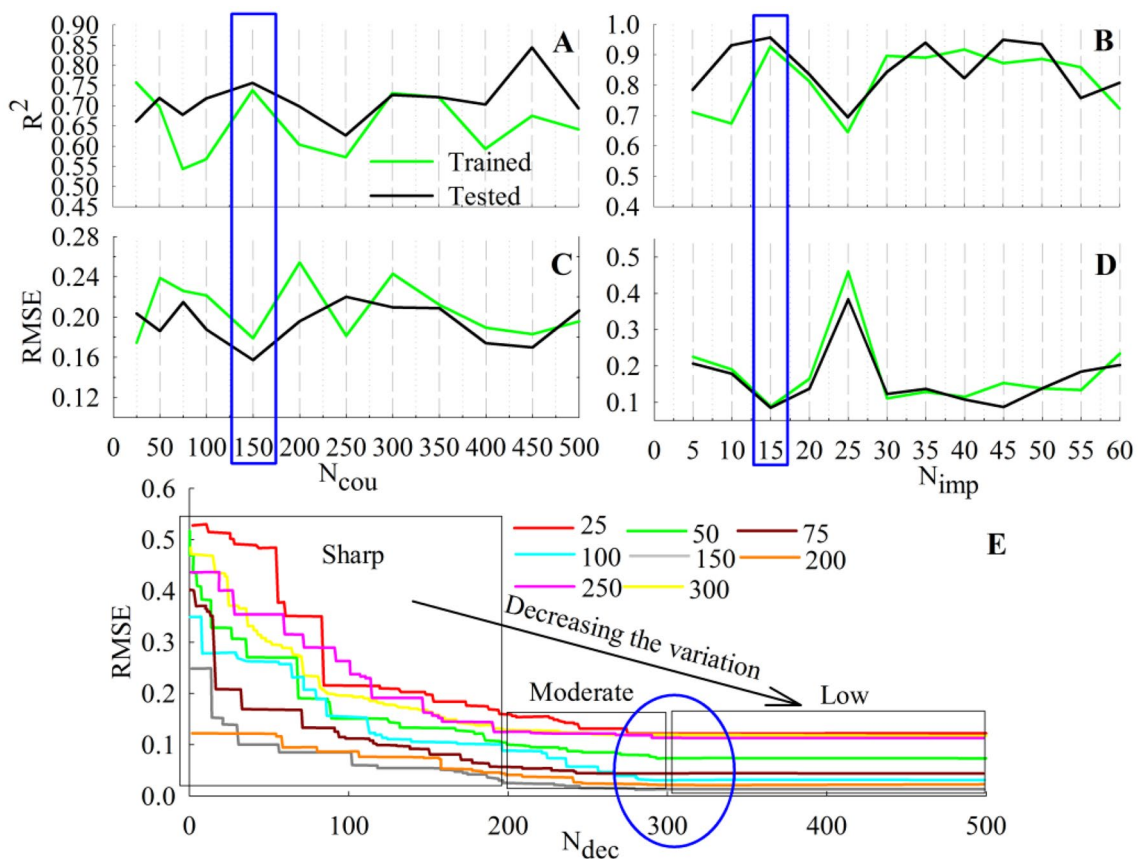 A
R2
0.90
0.85
0.80
0.75
0.70
0.65
0.60
0.55
0.50
0.45
Trained
Tested
B
1.0
0.9
0.8
0.7
0.6
0.5
0.4
C
RMSE
0.28
0.24
0.20
0.16
0.12
0 50 100 150 200 250 300 350 400 450 500
Ncou
D
0.5
0.4
0.3
0.2
0.1
0 5 10 15 20 25 30 35 40 45 50 55 60
Nimp
E
RMSE
0.6
0.5
0.4
0.3
0.2
0.1
0.0
25 50 75
100 150 200
250 300
Sharp
Decreasing the variation
Moderate
Low
0 100 200 300 400 500
Ndec